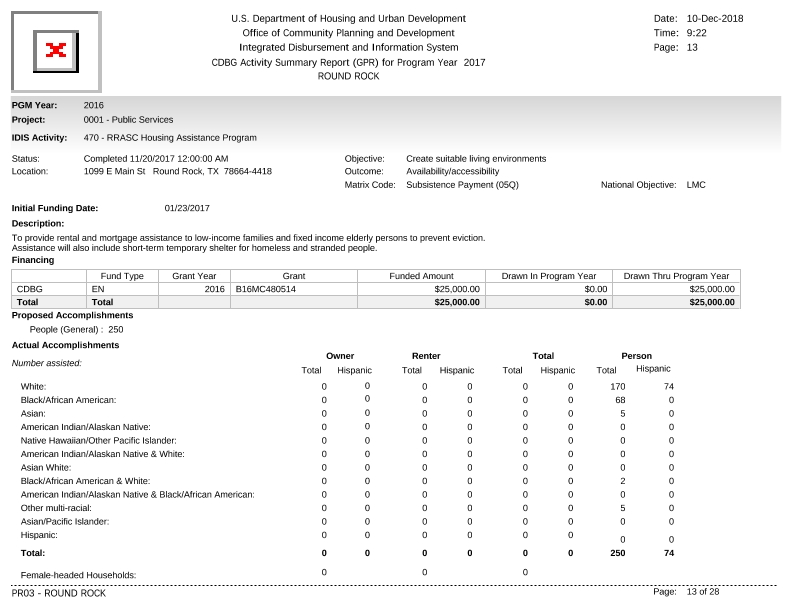 U.S. Department of Housing and Urban Development
Office of Community Planning and Development
Integrated Disbursement and Information System
CDBG Activity Summary Report (GPR) for Program Year 2017
ROUND ROCK
Date: 10-Dec-2018
Time: 9:22
Page: 13
PGM Year: 2016
Project: 0001 - Public Services
IDIS Activity: 470 - RRASC Housing Assistance Program
Status: Completed 11/20/2017 12:00:00 AM Objective: Create suitable living environments
Location: 1099 E Main St Round Rock, TX 78664-4418 Outcome: Availability/accessibility
Matrix Code: Subsistence Payment (05Q) National Objective: LMC
Initial Funding Date: 01/23/2017
Description:
To provide rental and mortgage assistance to low-income families and fixed income elderly persons to prevent eviction.
Assistance will also include short-term temporary shelter for homeless and stranded people.
Financing
Fund Type Grant Year Grant Funded Amount Drawn In Program Year Drawn Thru Program Year
CDBG EN 2016 B16MC480514 $25,000.00 $0.00 $25,000.00
Total Total $25,000.00 $0.00 $25,000.00
Proposed Accomplishments
People (General) : 250
Actual Accomplishments
Owner Renter Total Person
Number assisted: Total Hispanic Total Hispanic Total Hispanic Total Hispanic
White: 0 0 0 0 0 0 170 74
Black/African American: 0 0 0 0 0 0 68 0
Asian: 0 0 0 0 0 0 5 0
American Indian/Alaskan Native: 0 0 0 0 0 0 0 0
Native Hawaiian/Other Pacific Islander: 0 0 0 0 0 0 0 0
American Indian/Alaskan Native & White: 0 0 0 0 0 0 0 0
Asian White: 0 0 0 0 0 0 0 0
Black/African American & White: 0 0 0 0 0 0 2 0
American Indian/Alaskan Native & Black/African American: 0 0 0 0 0 0 0 0
Other multi-racial: 0 0 0 0 0 0 5 0
Asian/Pacific Islander: 0 0 0 0 0 0 0 0
Hispanic: 0 0 0 0 0 0 0 0
Total: 0 0 0 0 0 0 250 74
Female-headed Households: 0 0 0
PR03 - ROUND ROCK Page: 13 of 28